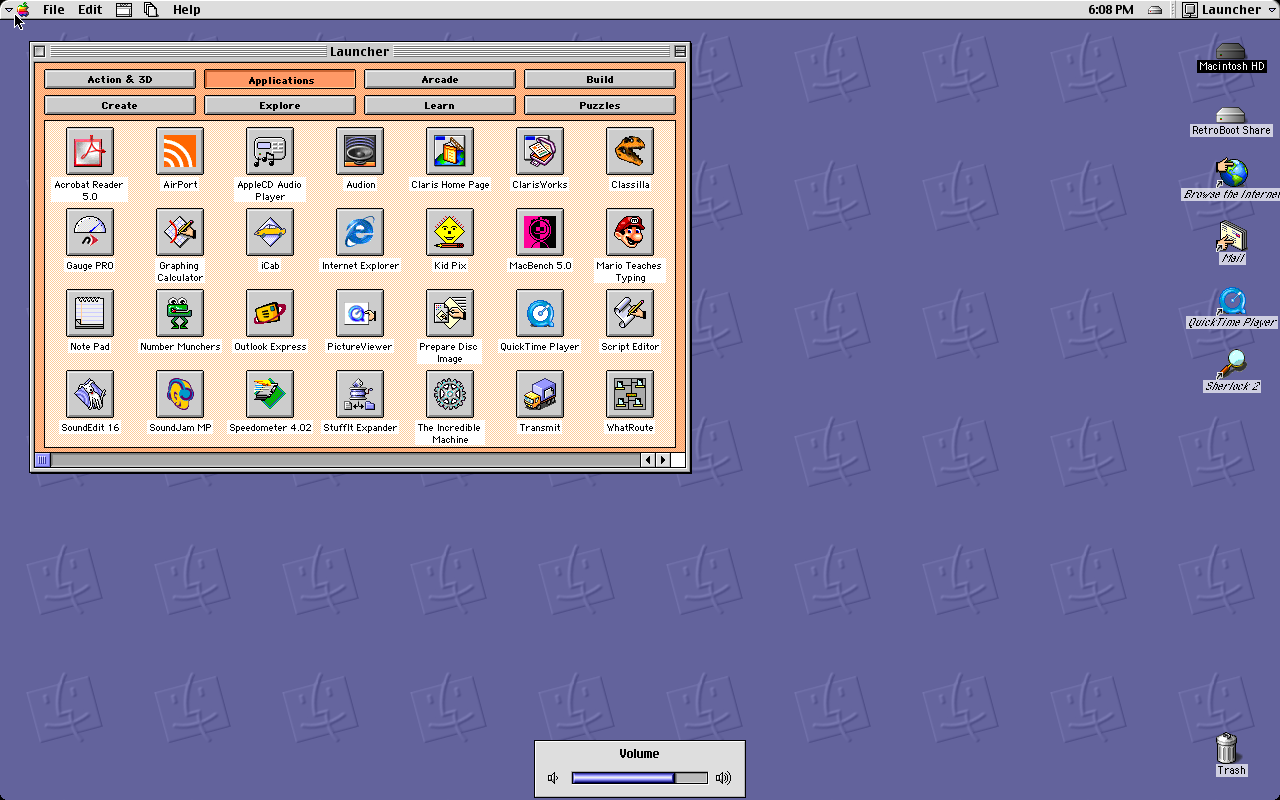 File Edit Help 6:08 PM Launcher
Launcher
Action & 3D Applications Arcade Build
Create Explore Learn Puzzles
Acrobat Reader 5.0
AirPort
AppleCD Audio Player
Audion
Claris Home Page
ClarisWorks
Classilla
Gauge PRO
Graphing Calculator
iCab
Internet Explorer
Kid Pix
MacBench 5.0
Mario Teaches Typing
Note Pad
Number Munchers
Outlook Express
PictureViewer
Prepare Disc Image
QuickTime Player
Script Editor
SoundEdit 16
SoundJam MP
Speedometer 4.02
StuffIt Expander
The Incredible Machine
Transmit
WhatRoute
Macintosh HD
RetroBoot Share
Browse the Internet
Mail
QuickTime Player
Sherlock 2
Trash
Volume